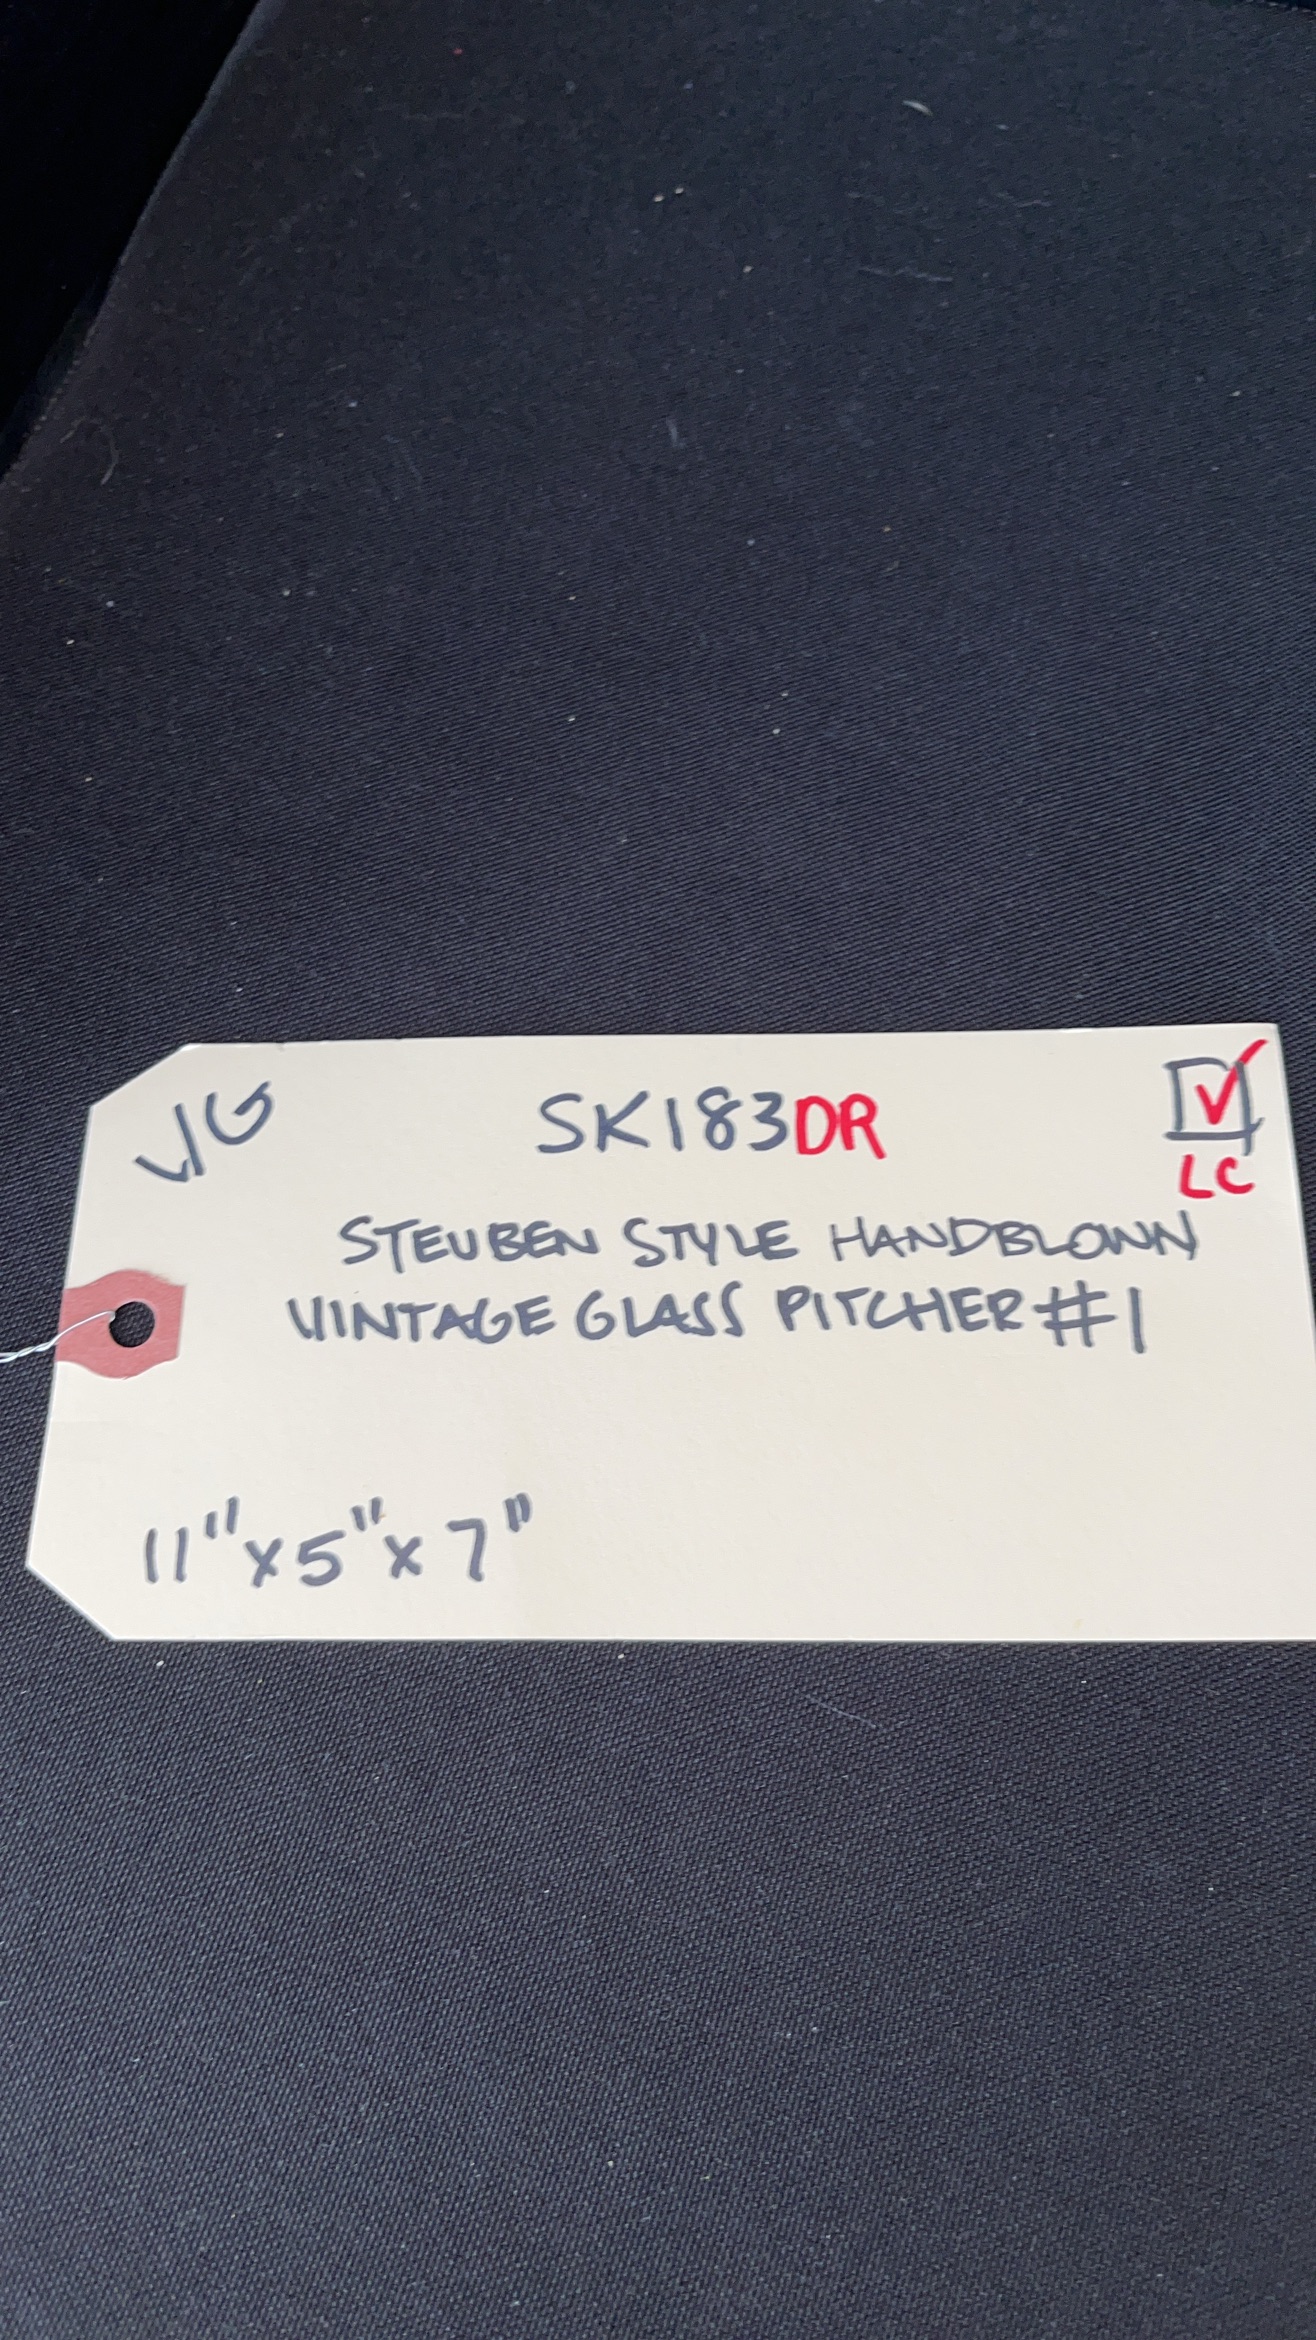 VG
SK183DR
LC
STEUBEN STYLE HANDBLOWN
VINTAGE GLASS PITCHER #1
11"x5"x7"